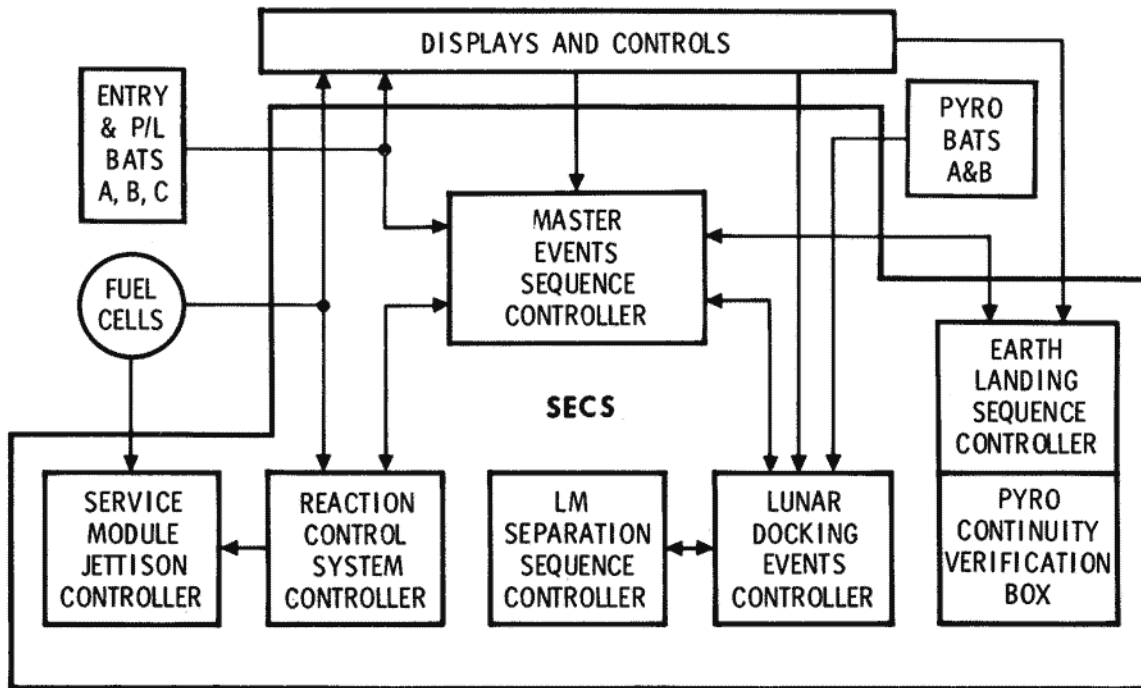 DISPLAYS AND CONTROLS
ENTRY
& P/L
BATS
A, B, C
PYRO
BATS
A&B
MASTER
EVENTS
SEQUENCE
CONTROLLER
FUEL
CELLS
SECS
EARTH
LANDING
SEQUENCE
CONTROLLER
SERVICE
MODULE
JETTISON
CONTROLLER
REACTION
CONTROL
SYSTEM
CONTROLLER
LM
SEPARATION
SEQUENCE
CONTROLLER
LUNAR
DOCKING
EVENTS
CONTROLLER
PYRO
CONTINUITY
VERIFICATION
BOX